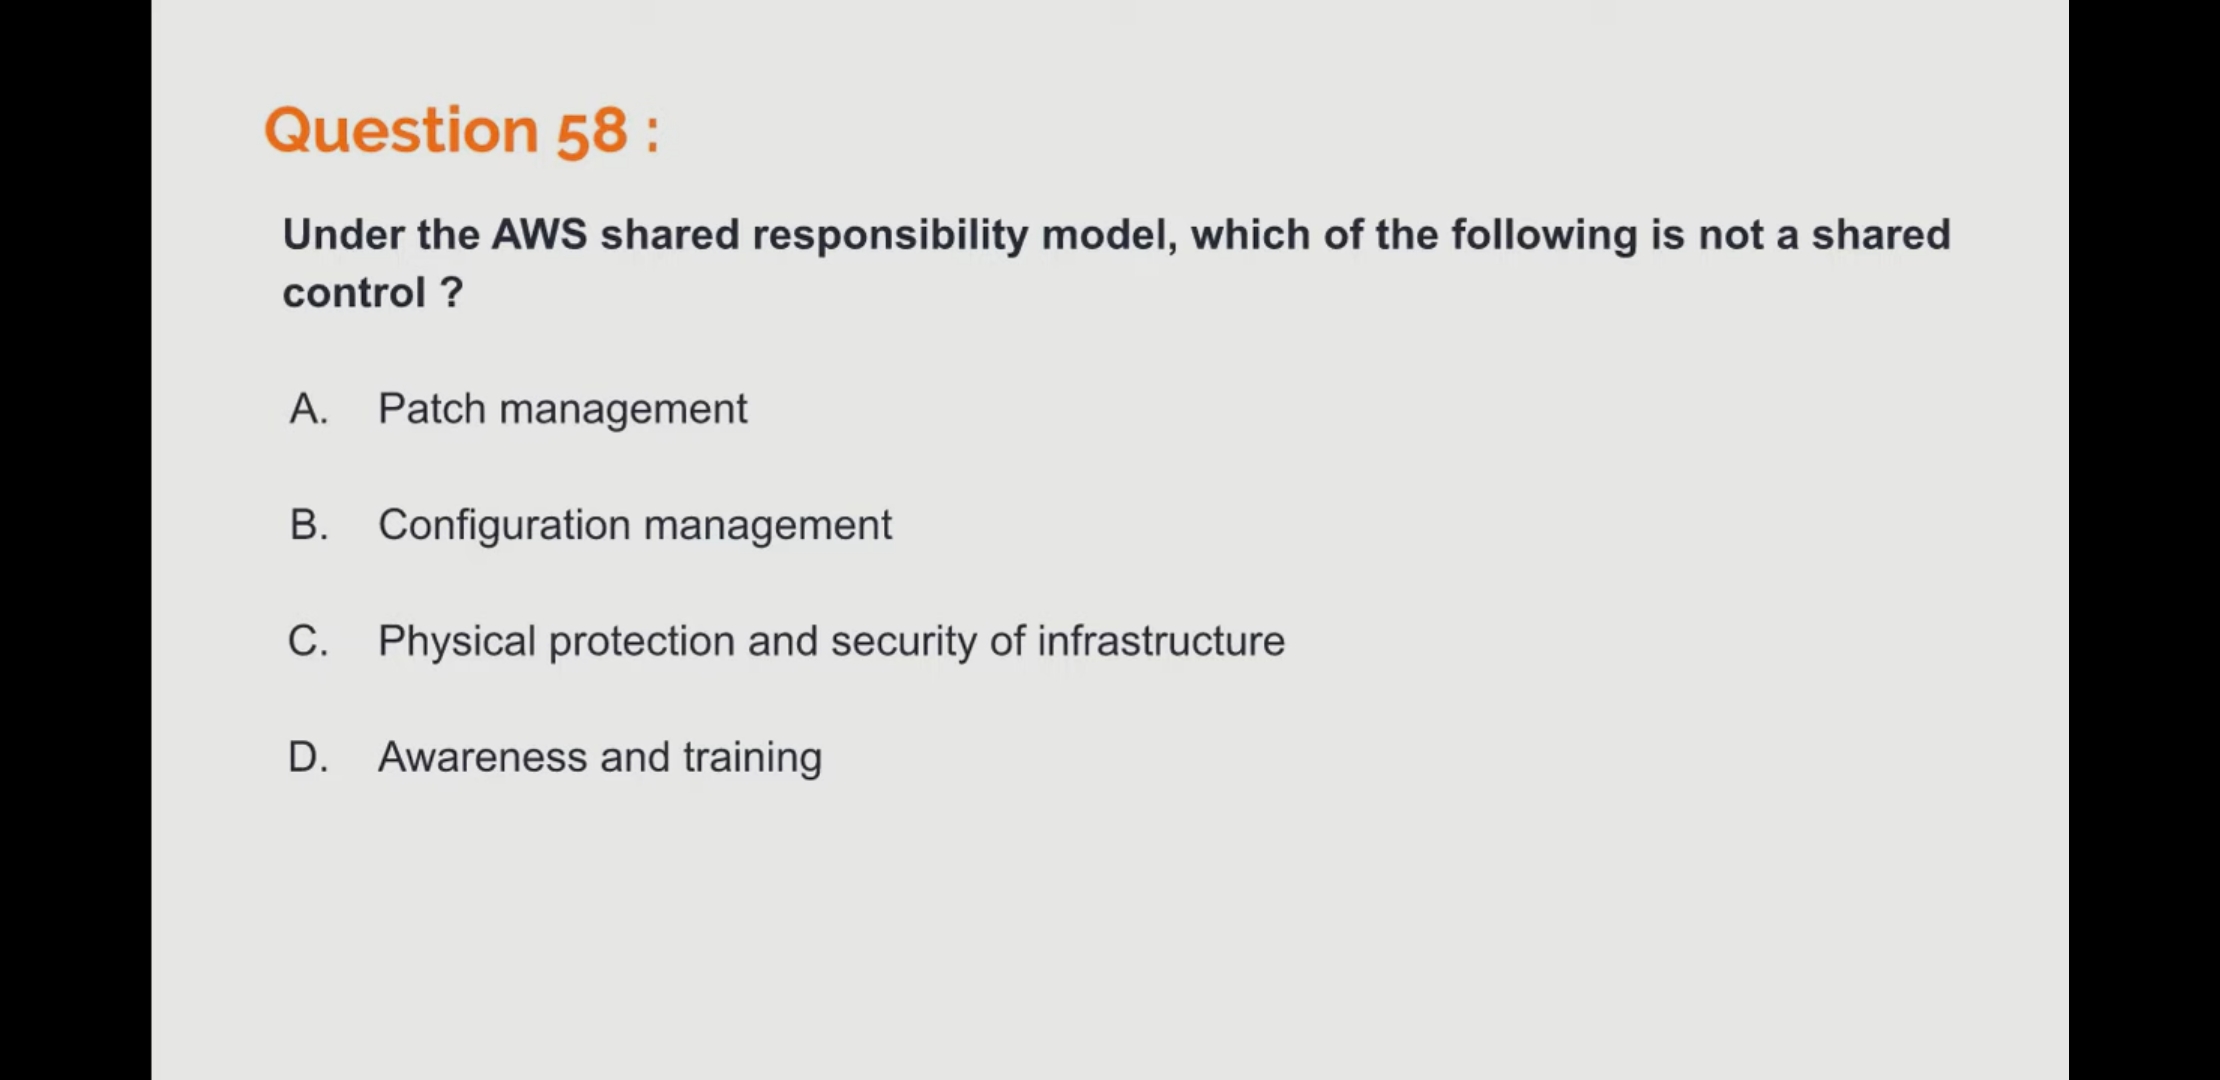 Question 58 :
Under the AWS shared responsibility model, which of the following is not a shared
control ?
A. Patch management
B. Configuration management
C. Physical protection and security of infrastructure
D. Awareness and training